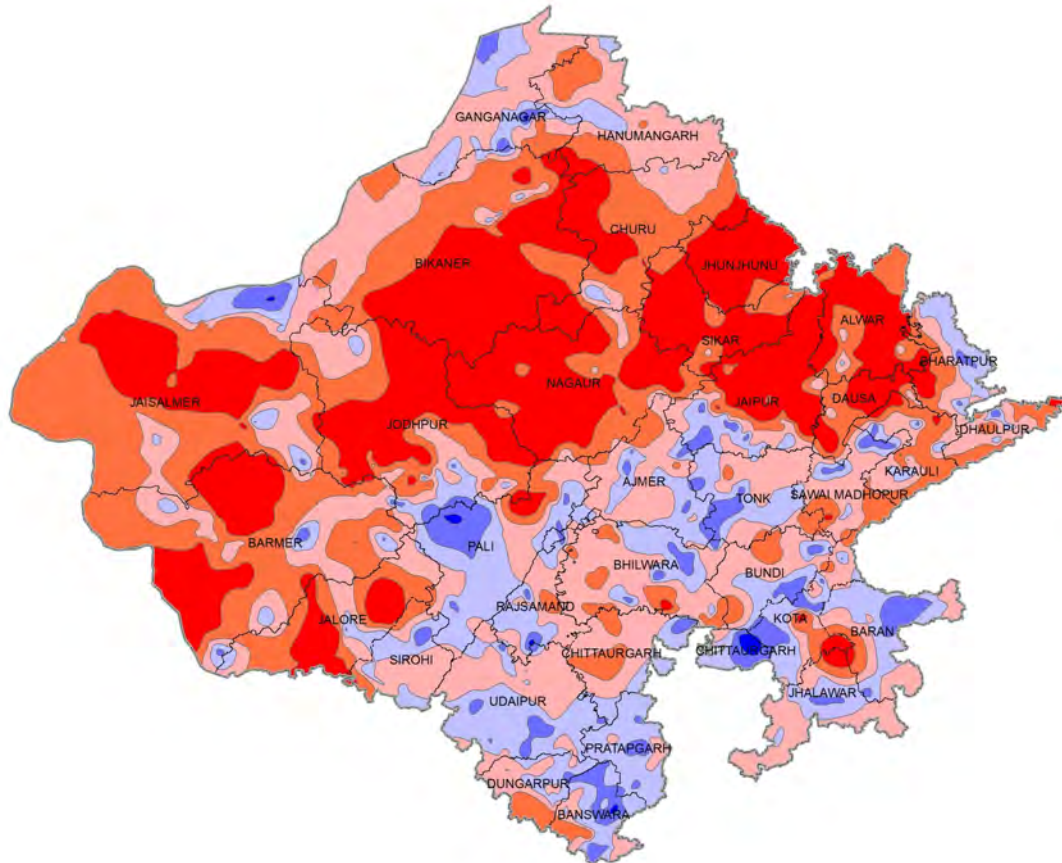 GANGANAGAR
HANUMANGARH
CHURU
BIKANER
JHUNJHUNU
ALWAR
SIKAR
BHARATPUR
NAGAUR
JAISALMER
JAIPUR
DAUSA
JODHPUR
DHAULPUR
KARAULI
AJMER
TONK
SAWAI MADHOPUR
BARMER
PALI
BHILWARA
BUNDI
RAJSAMAND
KOTA
JALORE
BARAN
CHITTAURGARH
CHITTAURGARH
SIROHI
JHALAWAR
UDAIPUR
PRATAPGARH
DUNGARPUR
BANSWARA